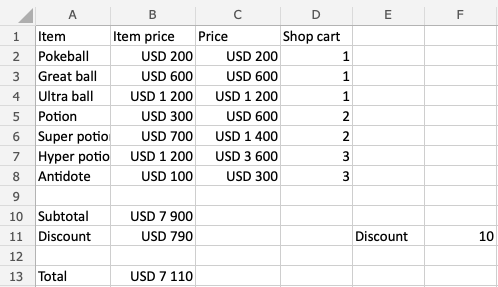 A B C D E F
1 Item Item price Price Shop cart
2 Pokeball USD 200 USD 200 1
3 Great ball USD 600 USD 600 1
4 Ultra ball USD 1 200 USD 1 200 1
5 Potion USD 300 USD 600 2
6 Super potio USD 700 USD 1 400 2
7 Hyper potio USD 1 200 USD 3 600 3
8 Antidote USD 100 USD 300 3
9
10 Subtotal USD 7 900
11 Discount USD 790 Discount 10
12
13 Total USD 7 110